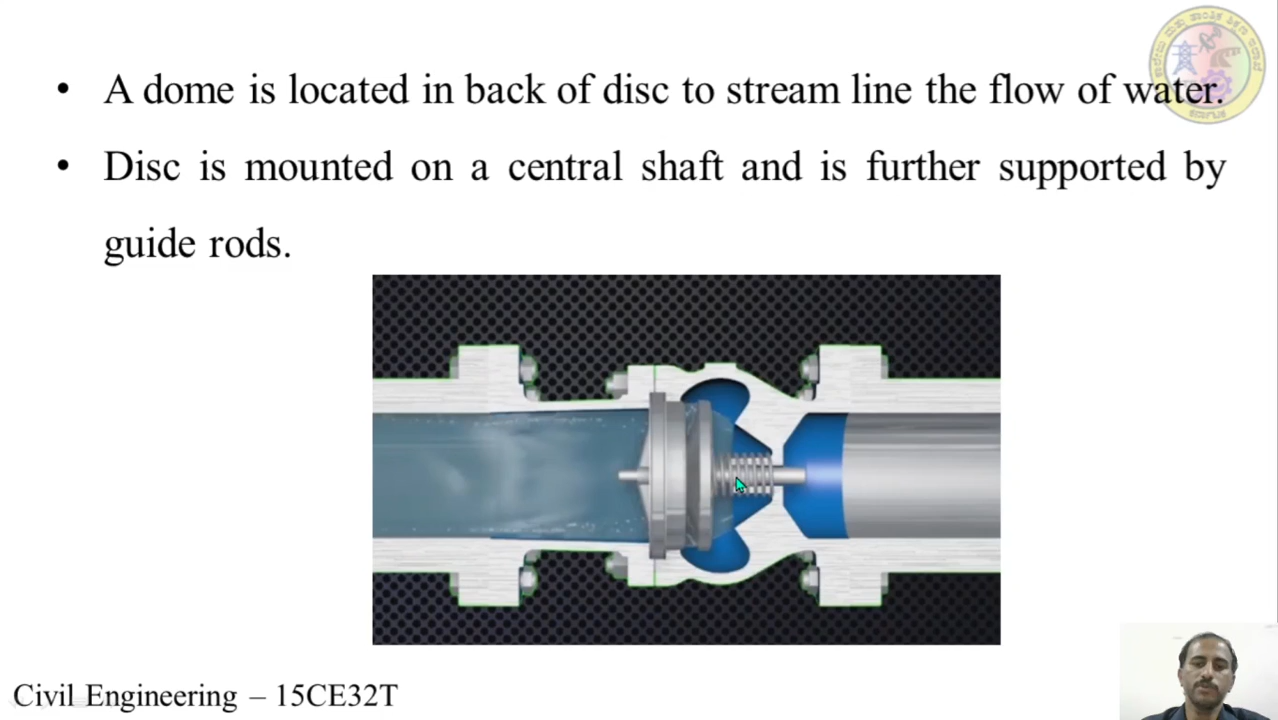 • A dome is located in back of disc to stream line the flow of water.
• Disc is mounted on a central shaft and is further supported by
guide rods.
Civil Engineering – 15CE32T